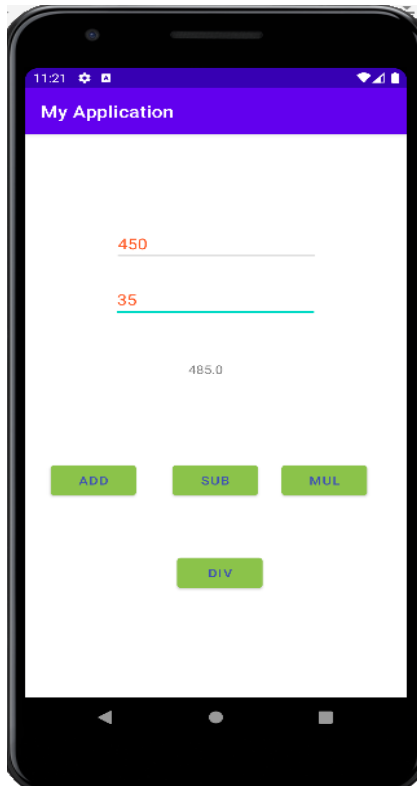 11:21
My Application
450
35
485.0
ADD SUB MUL
DIV